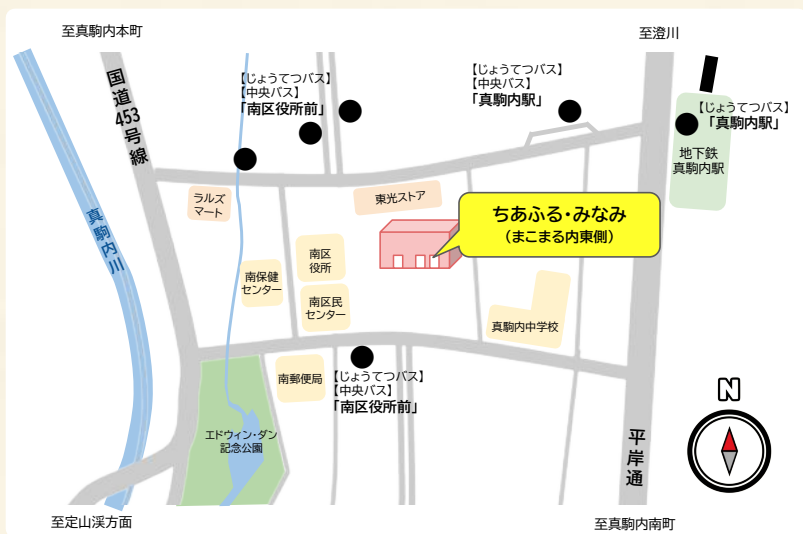 至真駒内本町
至澄川
国道453号線
【じょうてつバス】
【中央バス】
「南区役所前」
【じょうてつバス】
【中央バス】
「真駒内駅」
【じょうてつバス】
「真駒内駅」
地下鉄
真駒内駅
ラルズ
マート
東光ストア
ちあふる・みなみ
（まこまる内東側）
真駒内川
南区
役所
南保健
センター
南区民
センター
真駒内中学校
南郵便局
【じょうてつバス】
【中央バス】
「南区役所前」
エドウィン・ダン
記念公園
平岸通
N
至定山渓方面
至真駒内南町